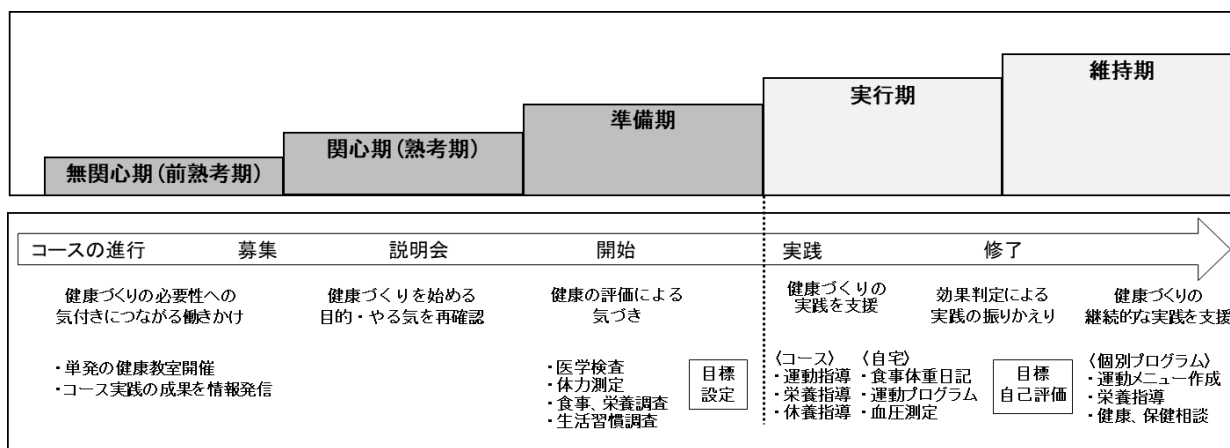 無関心期(前熟考期)
関心期(熟考期)
準備期
実行期
維持期
コースの進行
募集
説明会
開始
実践
修了
健康づくりの必要性への
気付きにつながる働きかけ
・単発の健康教室開催
・コース実践の成果を情報発信
健康づくりを始める
目的・やる気を再確認
健康の評価による
気づき
・医学検査
・体力測定
・食事、栄養調査
・生活習慣調査
目標
設定
健康づくりの
実践を支援
〈コース〉
・運動指導
・栄養指導
・休養指導
〈自宅〉
・食事体重日記
・運動プログラム
・血圧測定
効果判定による
実践の振りかえり
目標
自己評価
健康づくりの
継続的な実践を支援
〈個別プログラム〉
・運動メニュー作成
・栄養指導
・健康、保健相談